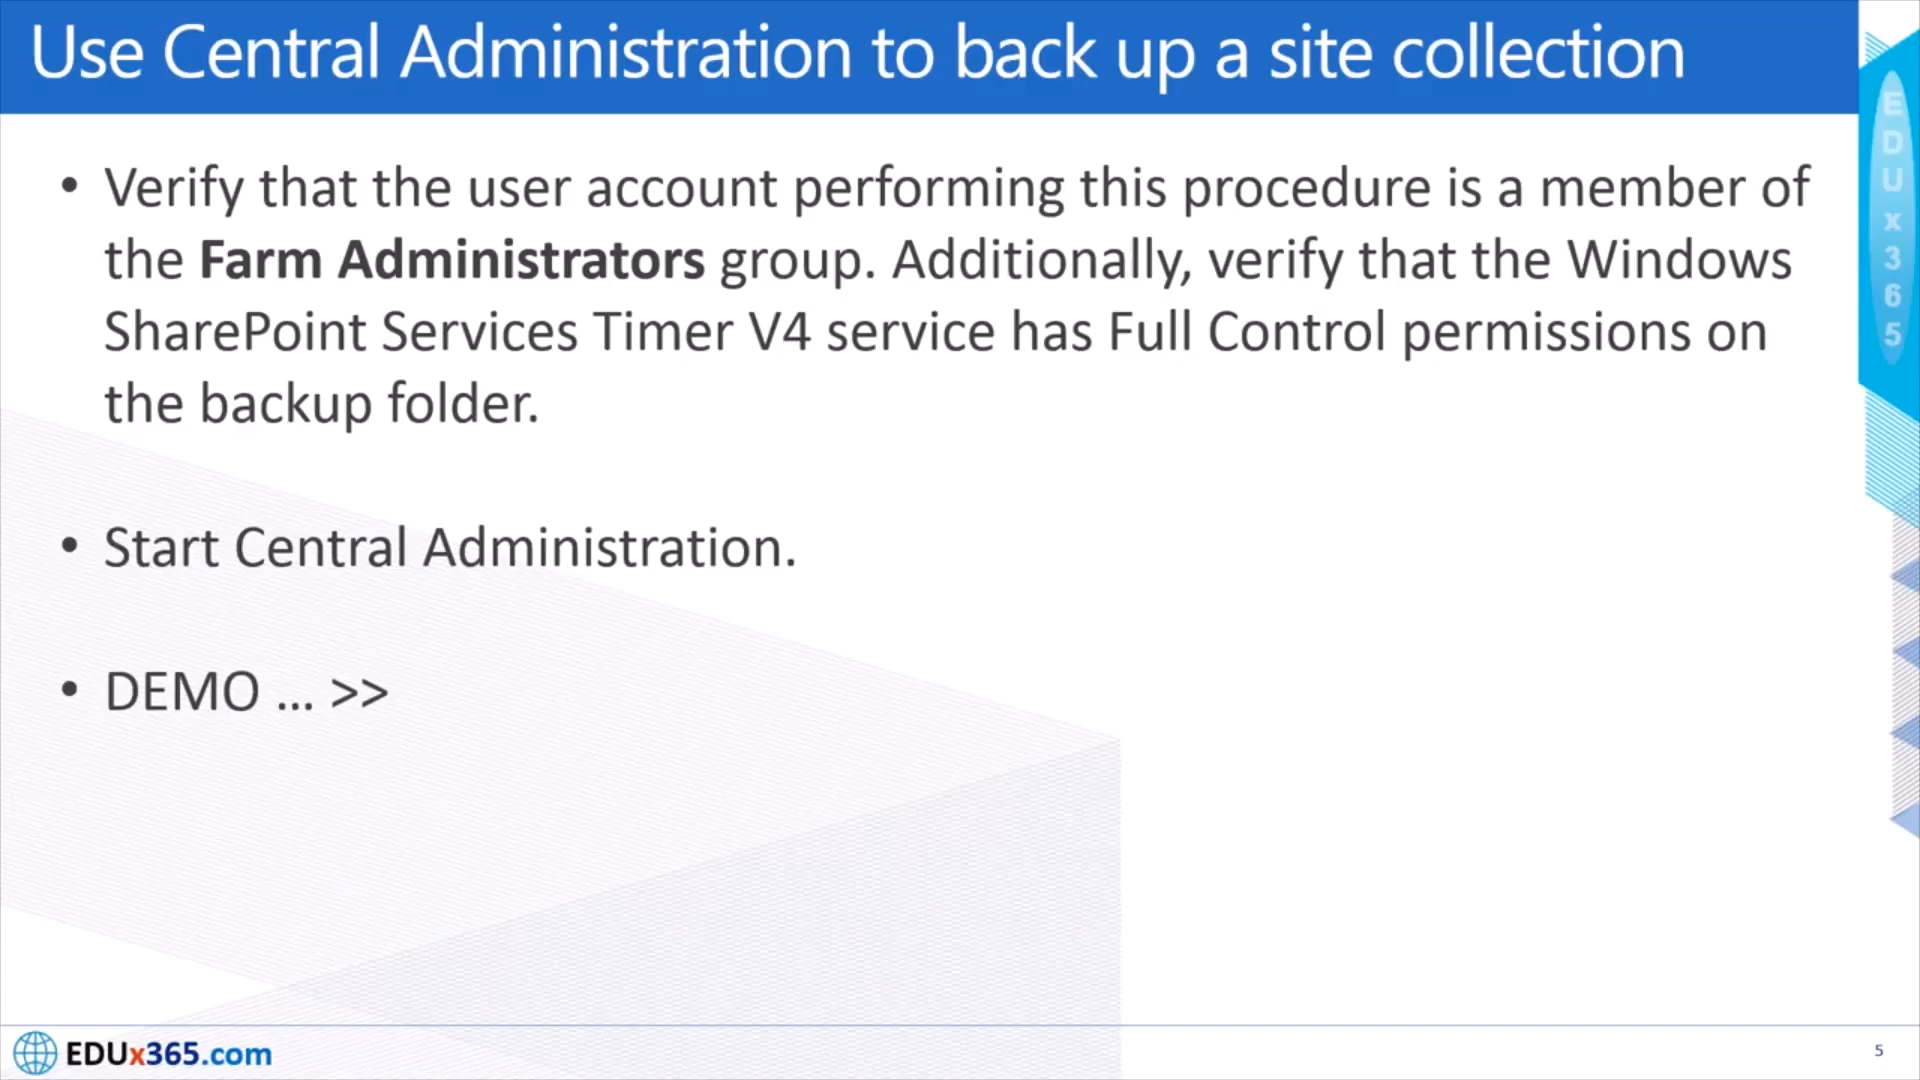 Use Central Administration to back up a site collection
• Verify that the user account performing this procedure is a member of
the Farm Administrators group. Additionally, verify that the Windows
SharePoint Services Timer V4 service has Full Control permissions on
the backup folder.
• Start Central Administration.
• DEMO ... >>
EDUx365
EDUx365.com
5